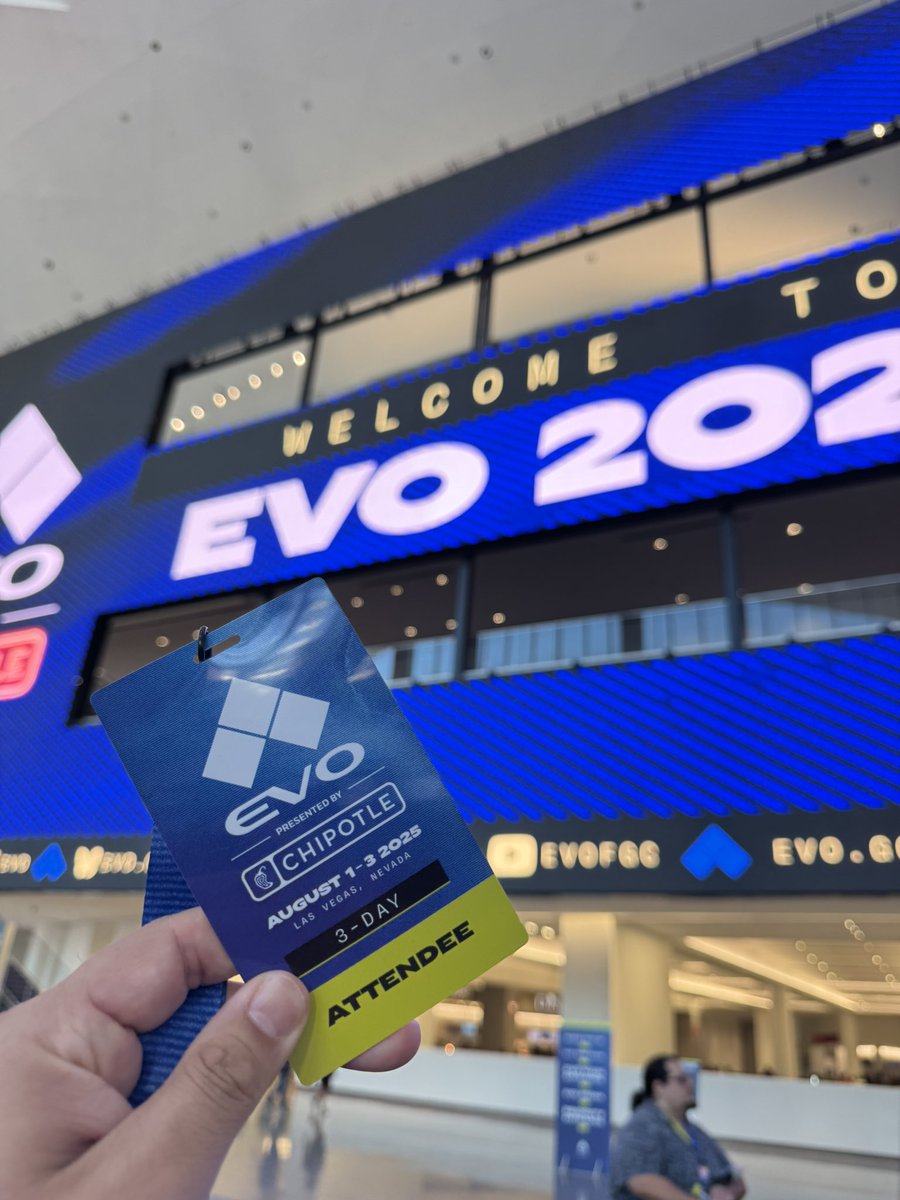 WELCOME TO
EVO 202
EVO
PRESENTED BY
CHIPOTLE
AUGUST 1-3 2025
LAS VEGAS, NEVADA
3-DAY
ATTENDEE
EVOFGC
EVO.G